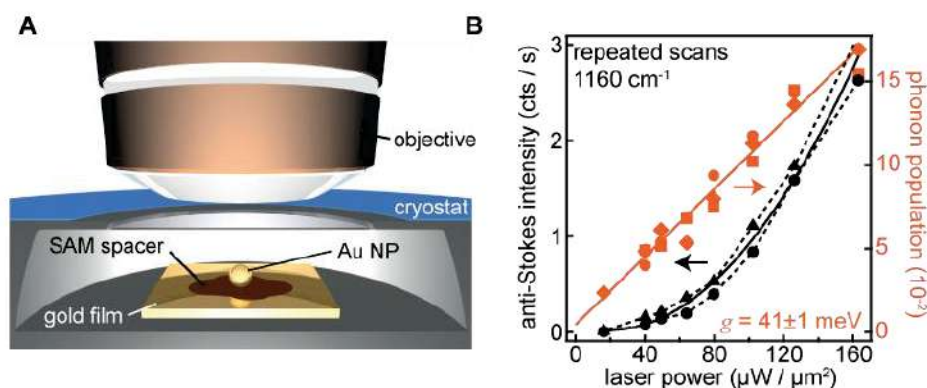 A
objective
cryostat
SAM spacer
Au NP
gold film
B
repeated scans
1160 cm⁻¹
anti-Stokes intensity (cts / s)
3
2
1
0
phonon population (10⁻²)
15
10
5
0
g = 41±1 meV
0 40 80 120 160
laser power (µW / µm²)